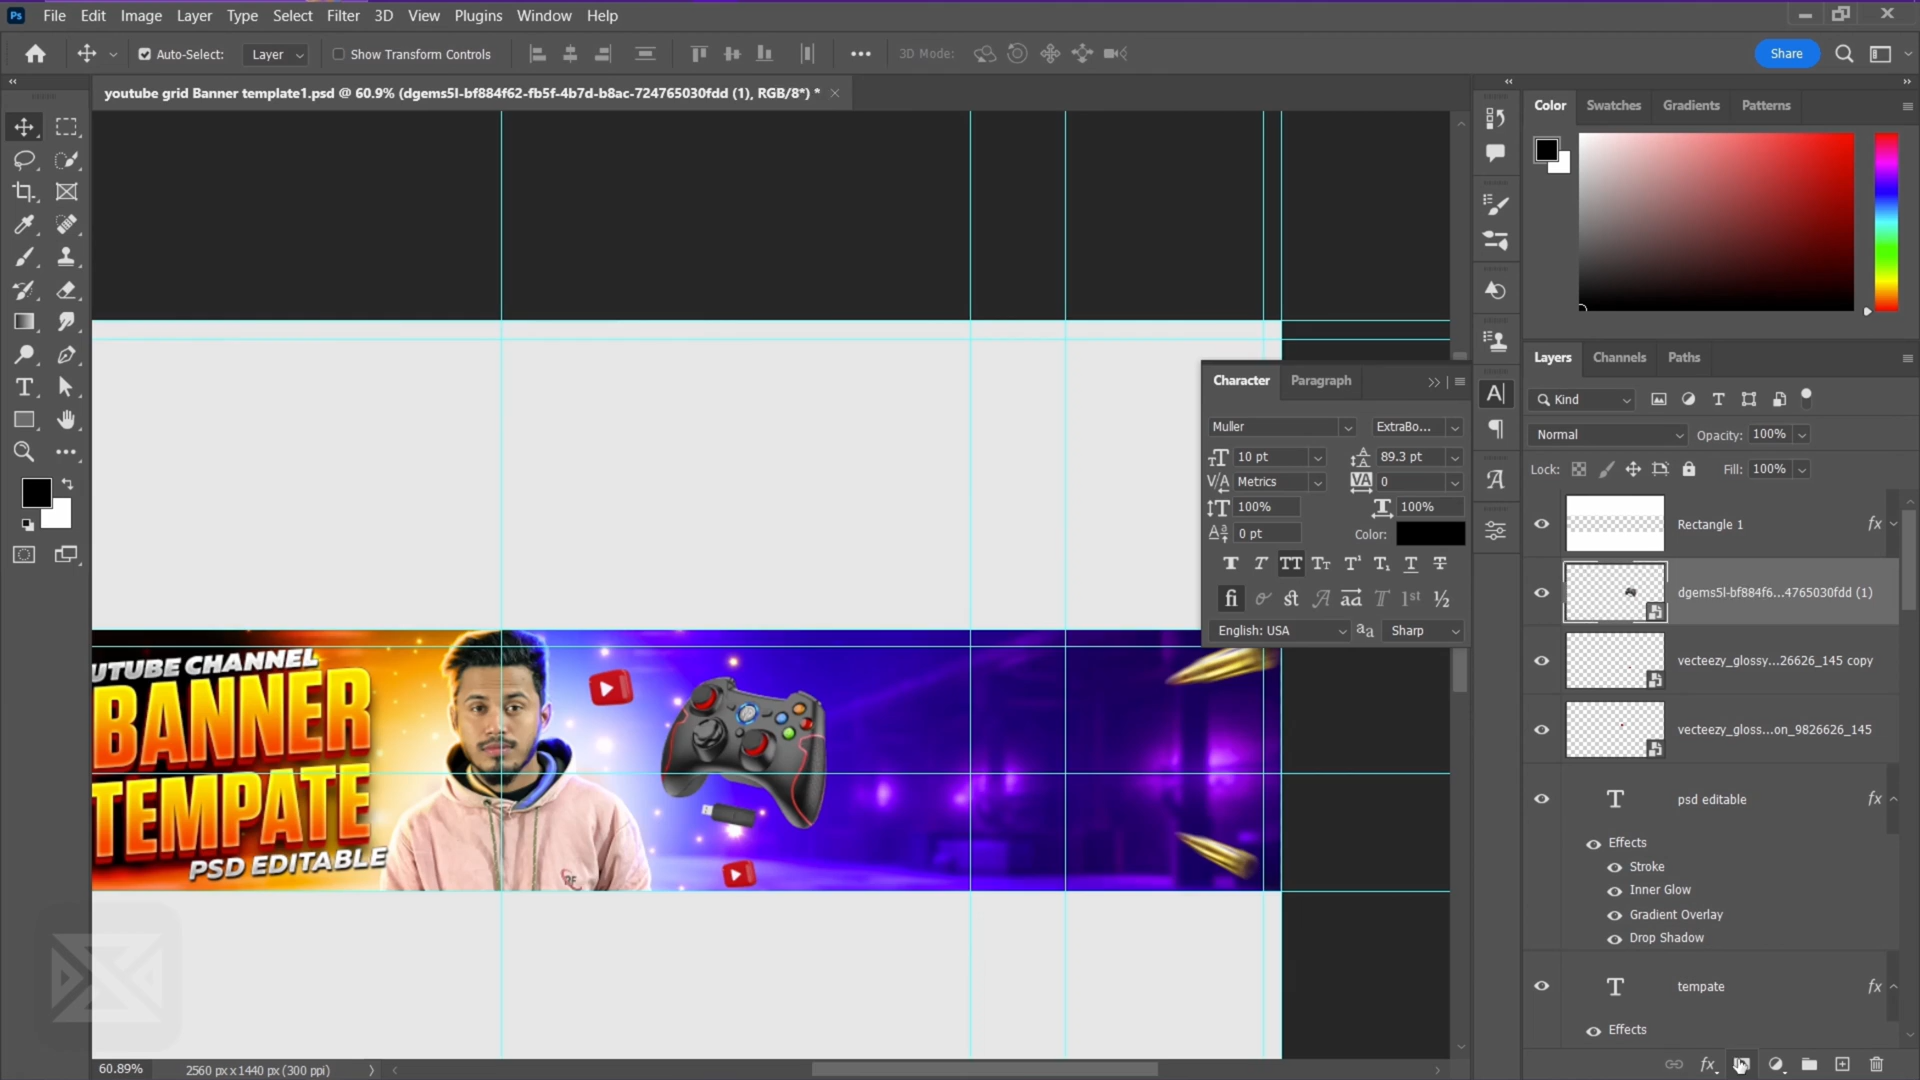 Ps File Edit Image Layer Type Select Filter 3D View Plugins Window Help
Auto-Select: Layer Show Transform Controls 3D Mode: Share
youtube grid Banner template1.psd @ 60.9% (dgems5l-bf884f62-fb5f-4b7d-b8ac-724765030fdd (1), RGB/8*) *
Color Swatches Gradients Patterns
Layers Channels Paths
Kind
Normal Opacity: 100%
Lock: Fill: 100%
Rectangle 1 fx
dgems5l-bf884f6...4765030fdd (1)
vecteezy_glossy...26626_145 copy
vecteezy_gloss...on_9826626_145
psd editable fx
Effects
Stroke
Inner Glow
Gradient Overlay
Drop Shadow
tempate fx
Effects
fx
Character Paragraph
Muller ExtraBo...
10 pt 89.3 pt
Metrics 0
100% 100%
0 pt Color:
English: USA Sharp
UTUBE CHANNEL
BANNER
TEMPATE
PSD EDITABLE
60.89% 2560 px x 1440 px (300 ppi)